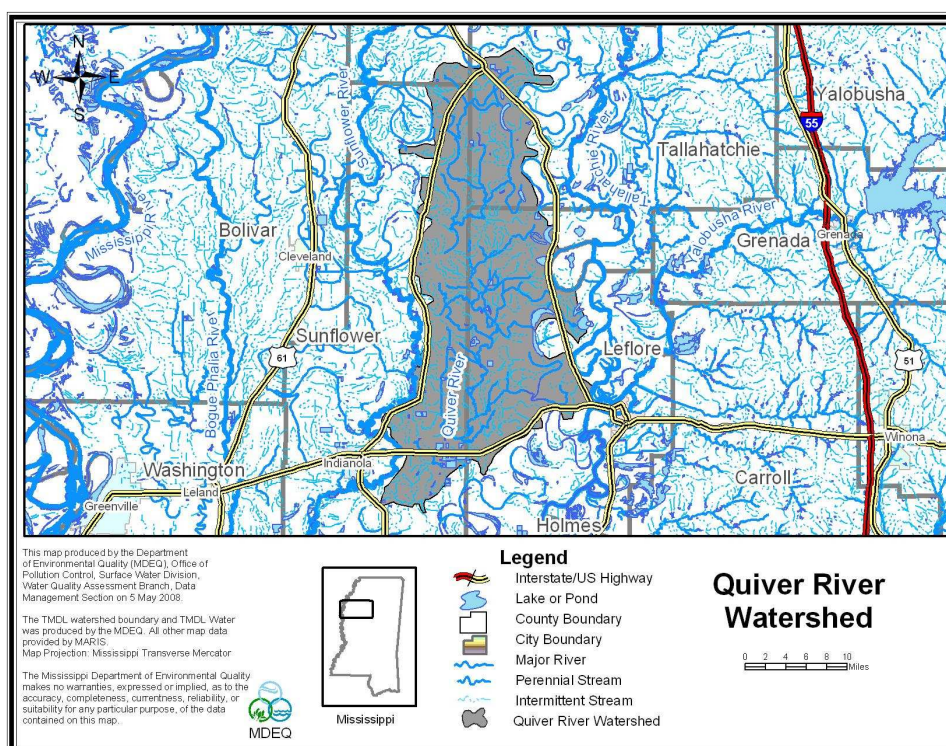 N
W E
S
Yalobusha
55
Sunflower River
Tallahatchie River
Tallahatchie
Mississippi River
Yalobusha River
Bolivar
Grenada
Grenada
Cleveland
Sunflower
61
Leflore
51
Bogue Phalia River
Quiver River
Winona
Washington
Indianola
Leland
Carroll
Greenville
Holmes
This map produced by the Department
of Environmental Quality (MDEQ), Office of
Pollution Control, Surface Water Division,
Water Quality Assessment Branch, Data
Management Section on 5 May 2008.
The TMDL watershed boundary and TMDL Water
was produced by the MDEQ. All other map data
provided by MARIS.
Map Projection: Mississippi Transverse Mercator
The Mississippi Department of Environmental Quality
makes no warranties, expressed or implied, as to the
accuracy, completeness, currentness, reliability, or
suitability for any particular purpose, of the data
contained on this map.
MDEQ
Mississippi
Legend
Interstate/US Highway
Lake or Pond
County Boundary
City Boundary
Major River
Perennial Stream
Intermittent Stream
Quiver River Watershed
Quiver River
Watershed
0 2 4 6 8 10
Miles